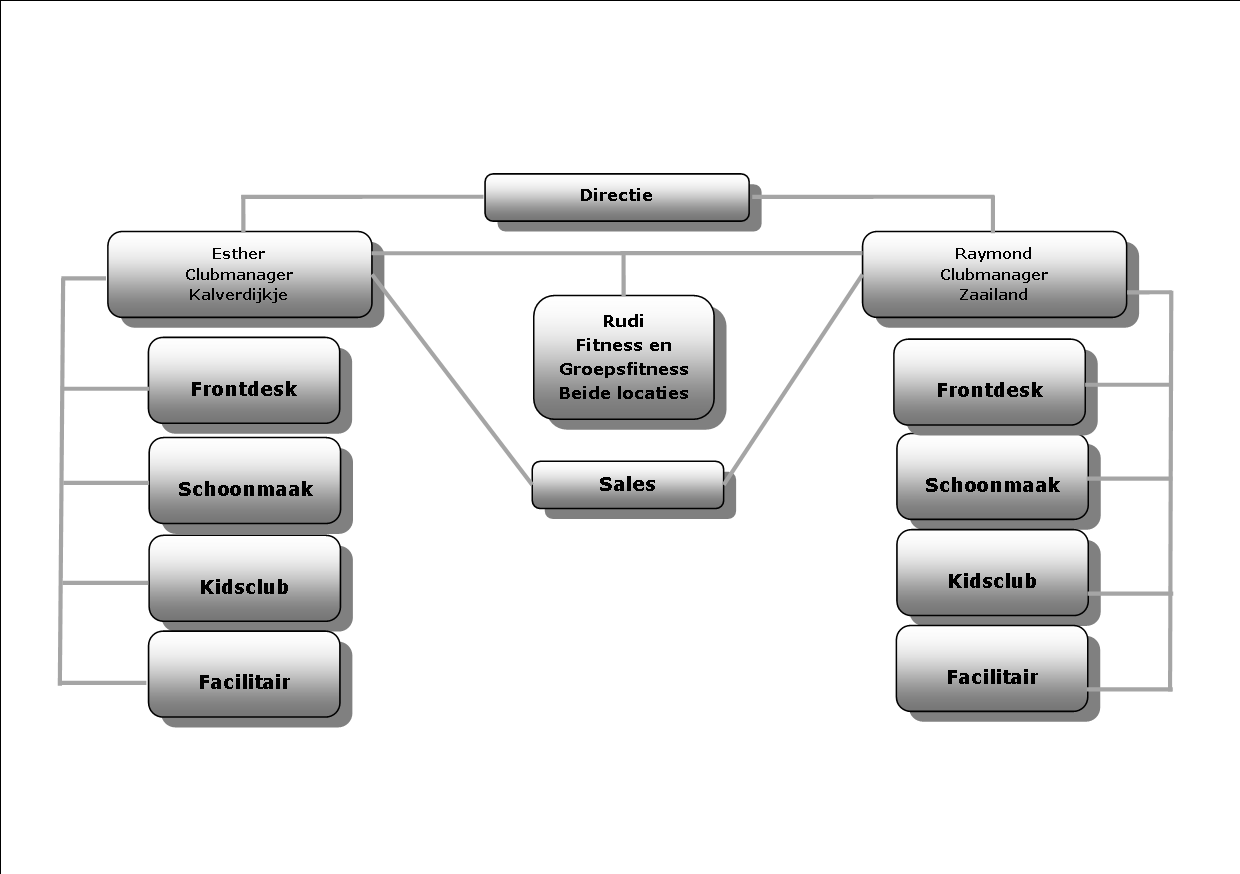 Directie
Esther
Clubmanager
Kalverdijkje
Raymond
Clubmanager
Zaailand
Rudi
Fitness en
Groepsfitness
Beide locaties
Sales
Frontdesk
Schoonmaak
Kidsclub
Facilitair
Frontdesk
Schoonmaak
Kidsclub
Facilitair